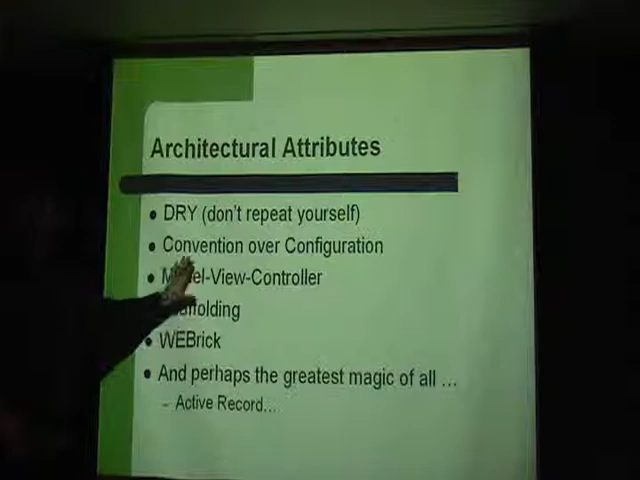 Architectural Attributes
• DRY (don't repeat yourself)
• Convention over Configuration
• Model-View-Controller
• Scaffolding
• WEBrick
• And perhaps the greatest magic of all …
– Active Record…